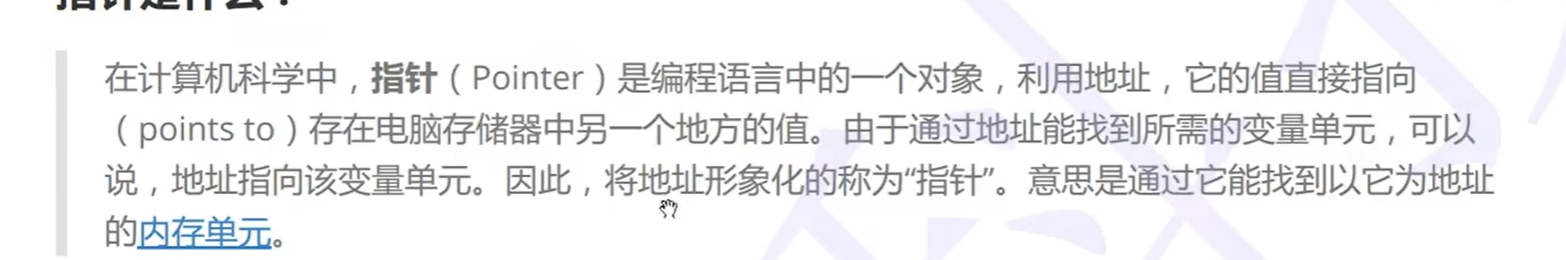 指针是什么？
在计算机科学中，指针（Pointer）是编程语言中的一个对象，利用地址，它的值直接指向
（points to）存在电脑存储器中另一个地方的值。由于通过地址能找到所需的变量单元，可以
说，地址指向该变量单元。因此，将地址形象化的称为“指针”。意思是通过它能找到以它为地址
的内存单元。